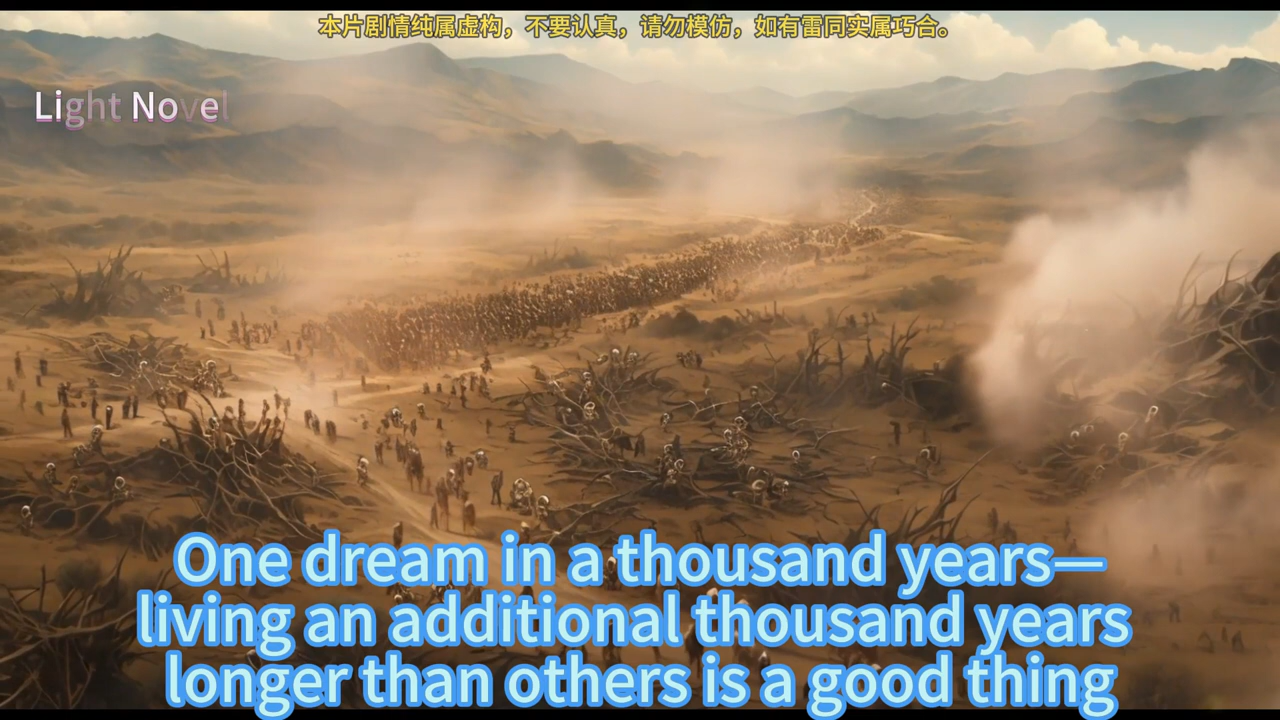 本片剧情纯属虚构，不要认真，请勿模仿，如有雷同实属巧合。
Light Novel
One dream in a thousand years—
living an additional thousand years
longer than others is a good thing